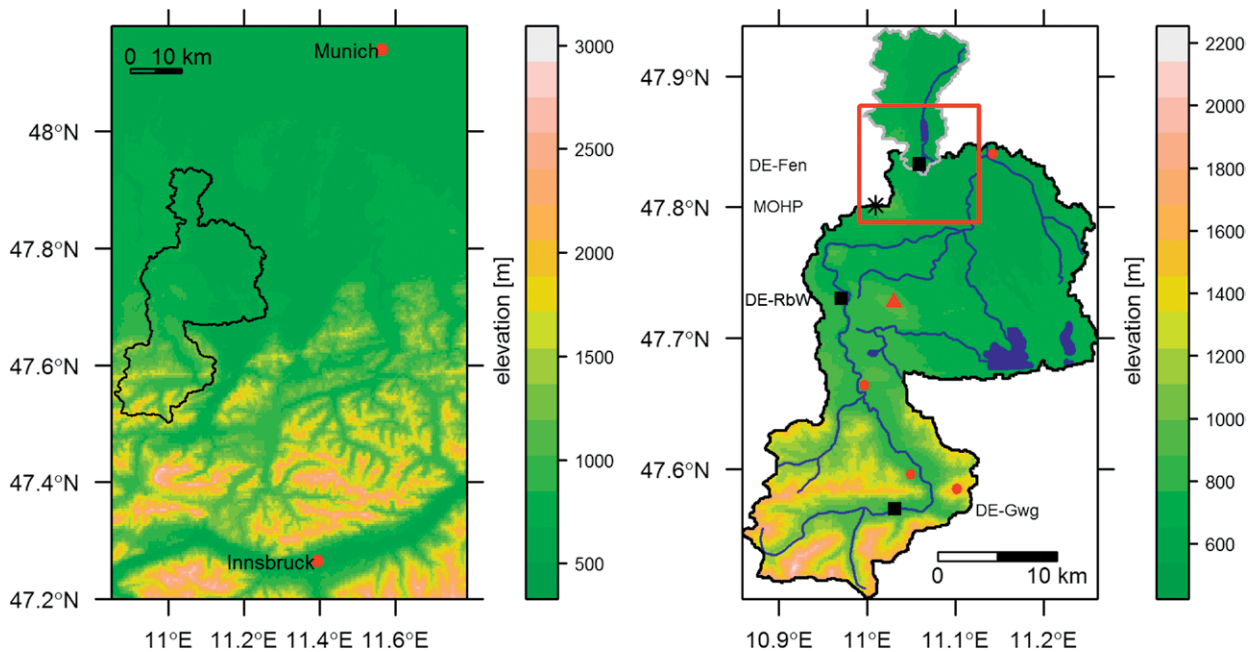 0 10 km
Munich
48°N
47.8°N
47.6°N
47.4°N
47.2°N
Innsbruck
11°E 11.2°E 11.4°E 11.6°E
elevation [m]
3000
2500
2000
1500
1000
500
47.9°N
47.8°N
47.7°N
47.6°N
DE-Fen
MOHP
DE-RbW
DE-Gwg
0 10 km
10.9°E 11°E 11.1°E 11.2°E
elevation [m]
2200
2000
1800
1600
1400
1200
1000
800
600